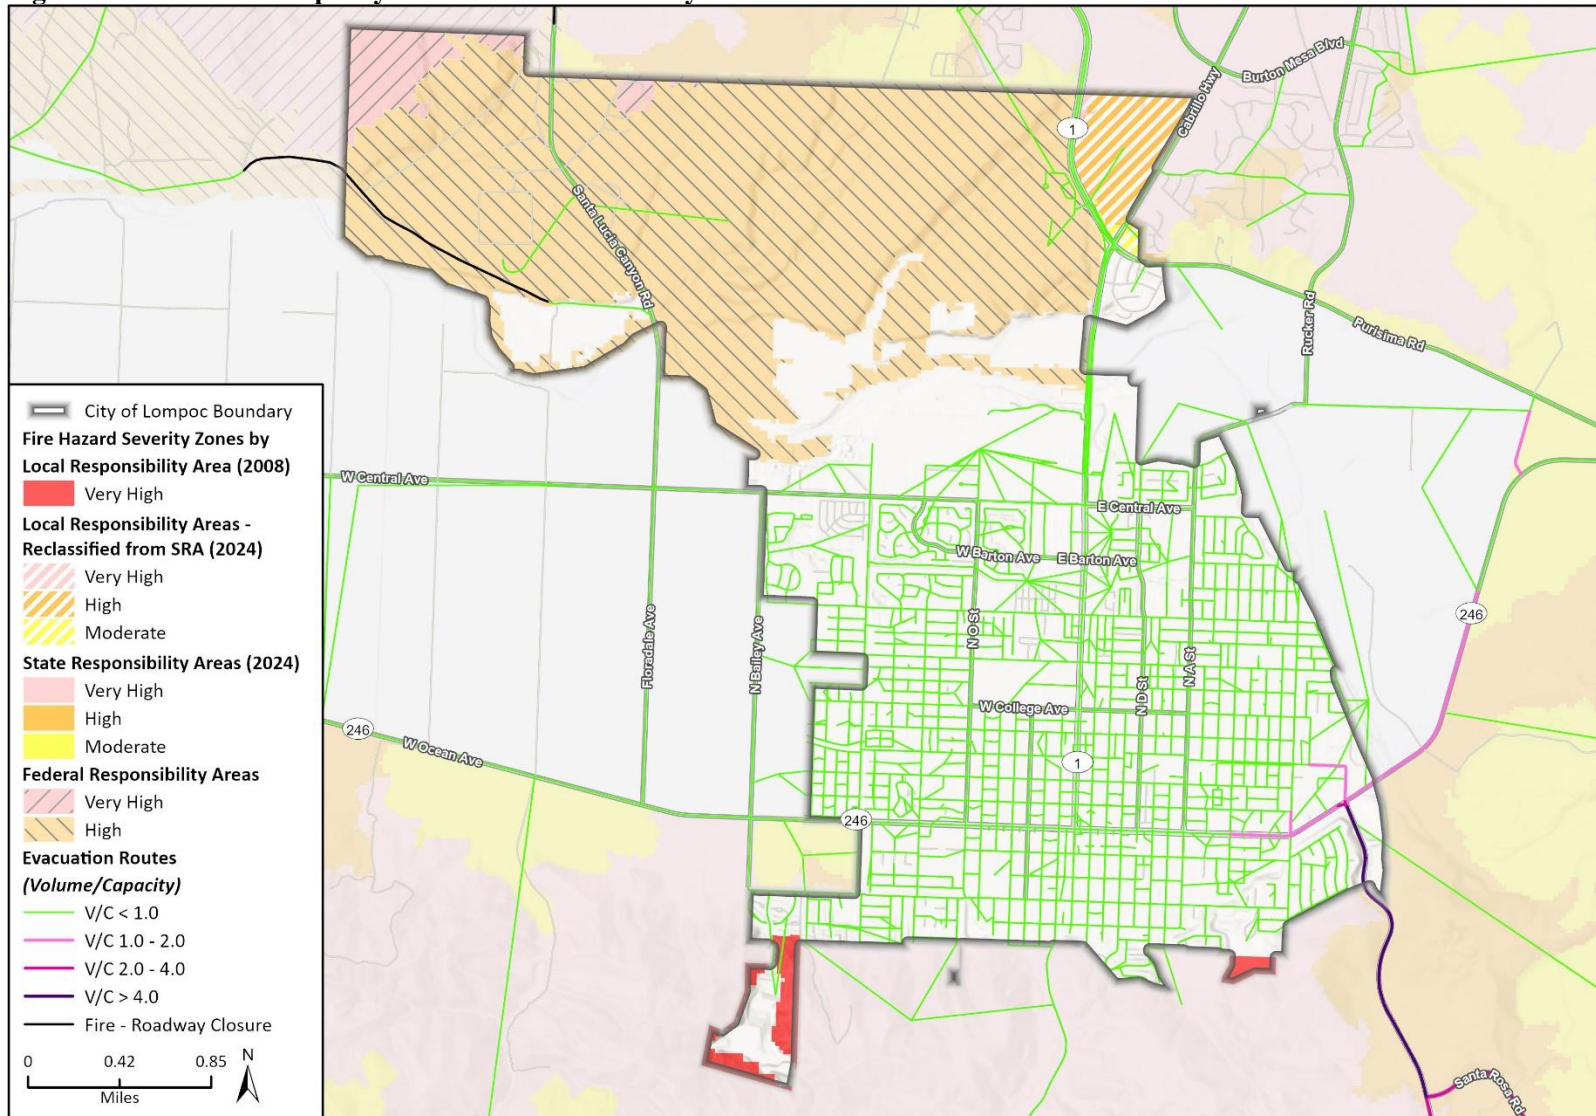 Burton Mesa Blvd
Cabrillo Hwy
1
Santa Lucia Canyon Rd
Rucker Rd
Purisima Rd
City of Lompoc Boundary
Fire Hazard Severity Zones by
Local Responsibility Area (2008)
Very High
Local Responsibility Areas -
Reclassified from SRA (2024)
Very High
High
Moderate
State Responsibility Areas (2024)
Very High
High
Moderate
Federal Responsibility Areas
Very High
High
Evacuation Routes
(Volume/Capacity)
V/C < 1.0
V/C 1.0 - 2.0
V/C 2.0 - 4.0
V/C > 4.0
Fire - Roadway Closure
0 0.42 0.85
Miles
N
W Central Ave
E Central Ave
W Barton Ave
E Barton Ave
246
Floradale Ave
N Bailey Ave
N O St
N D St
N A St
W College Ave
246
W Ocean Ave
1
246
Santa Rosa Rd